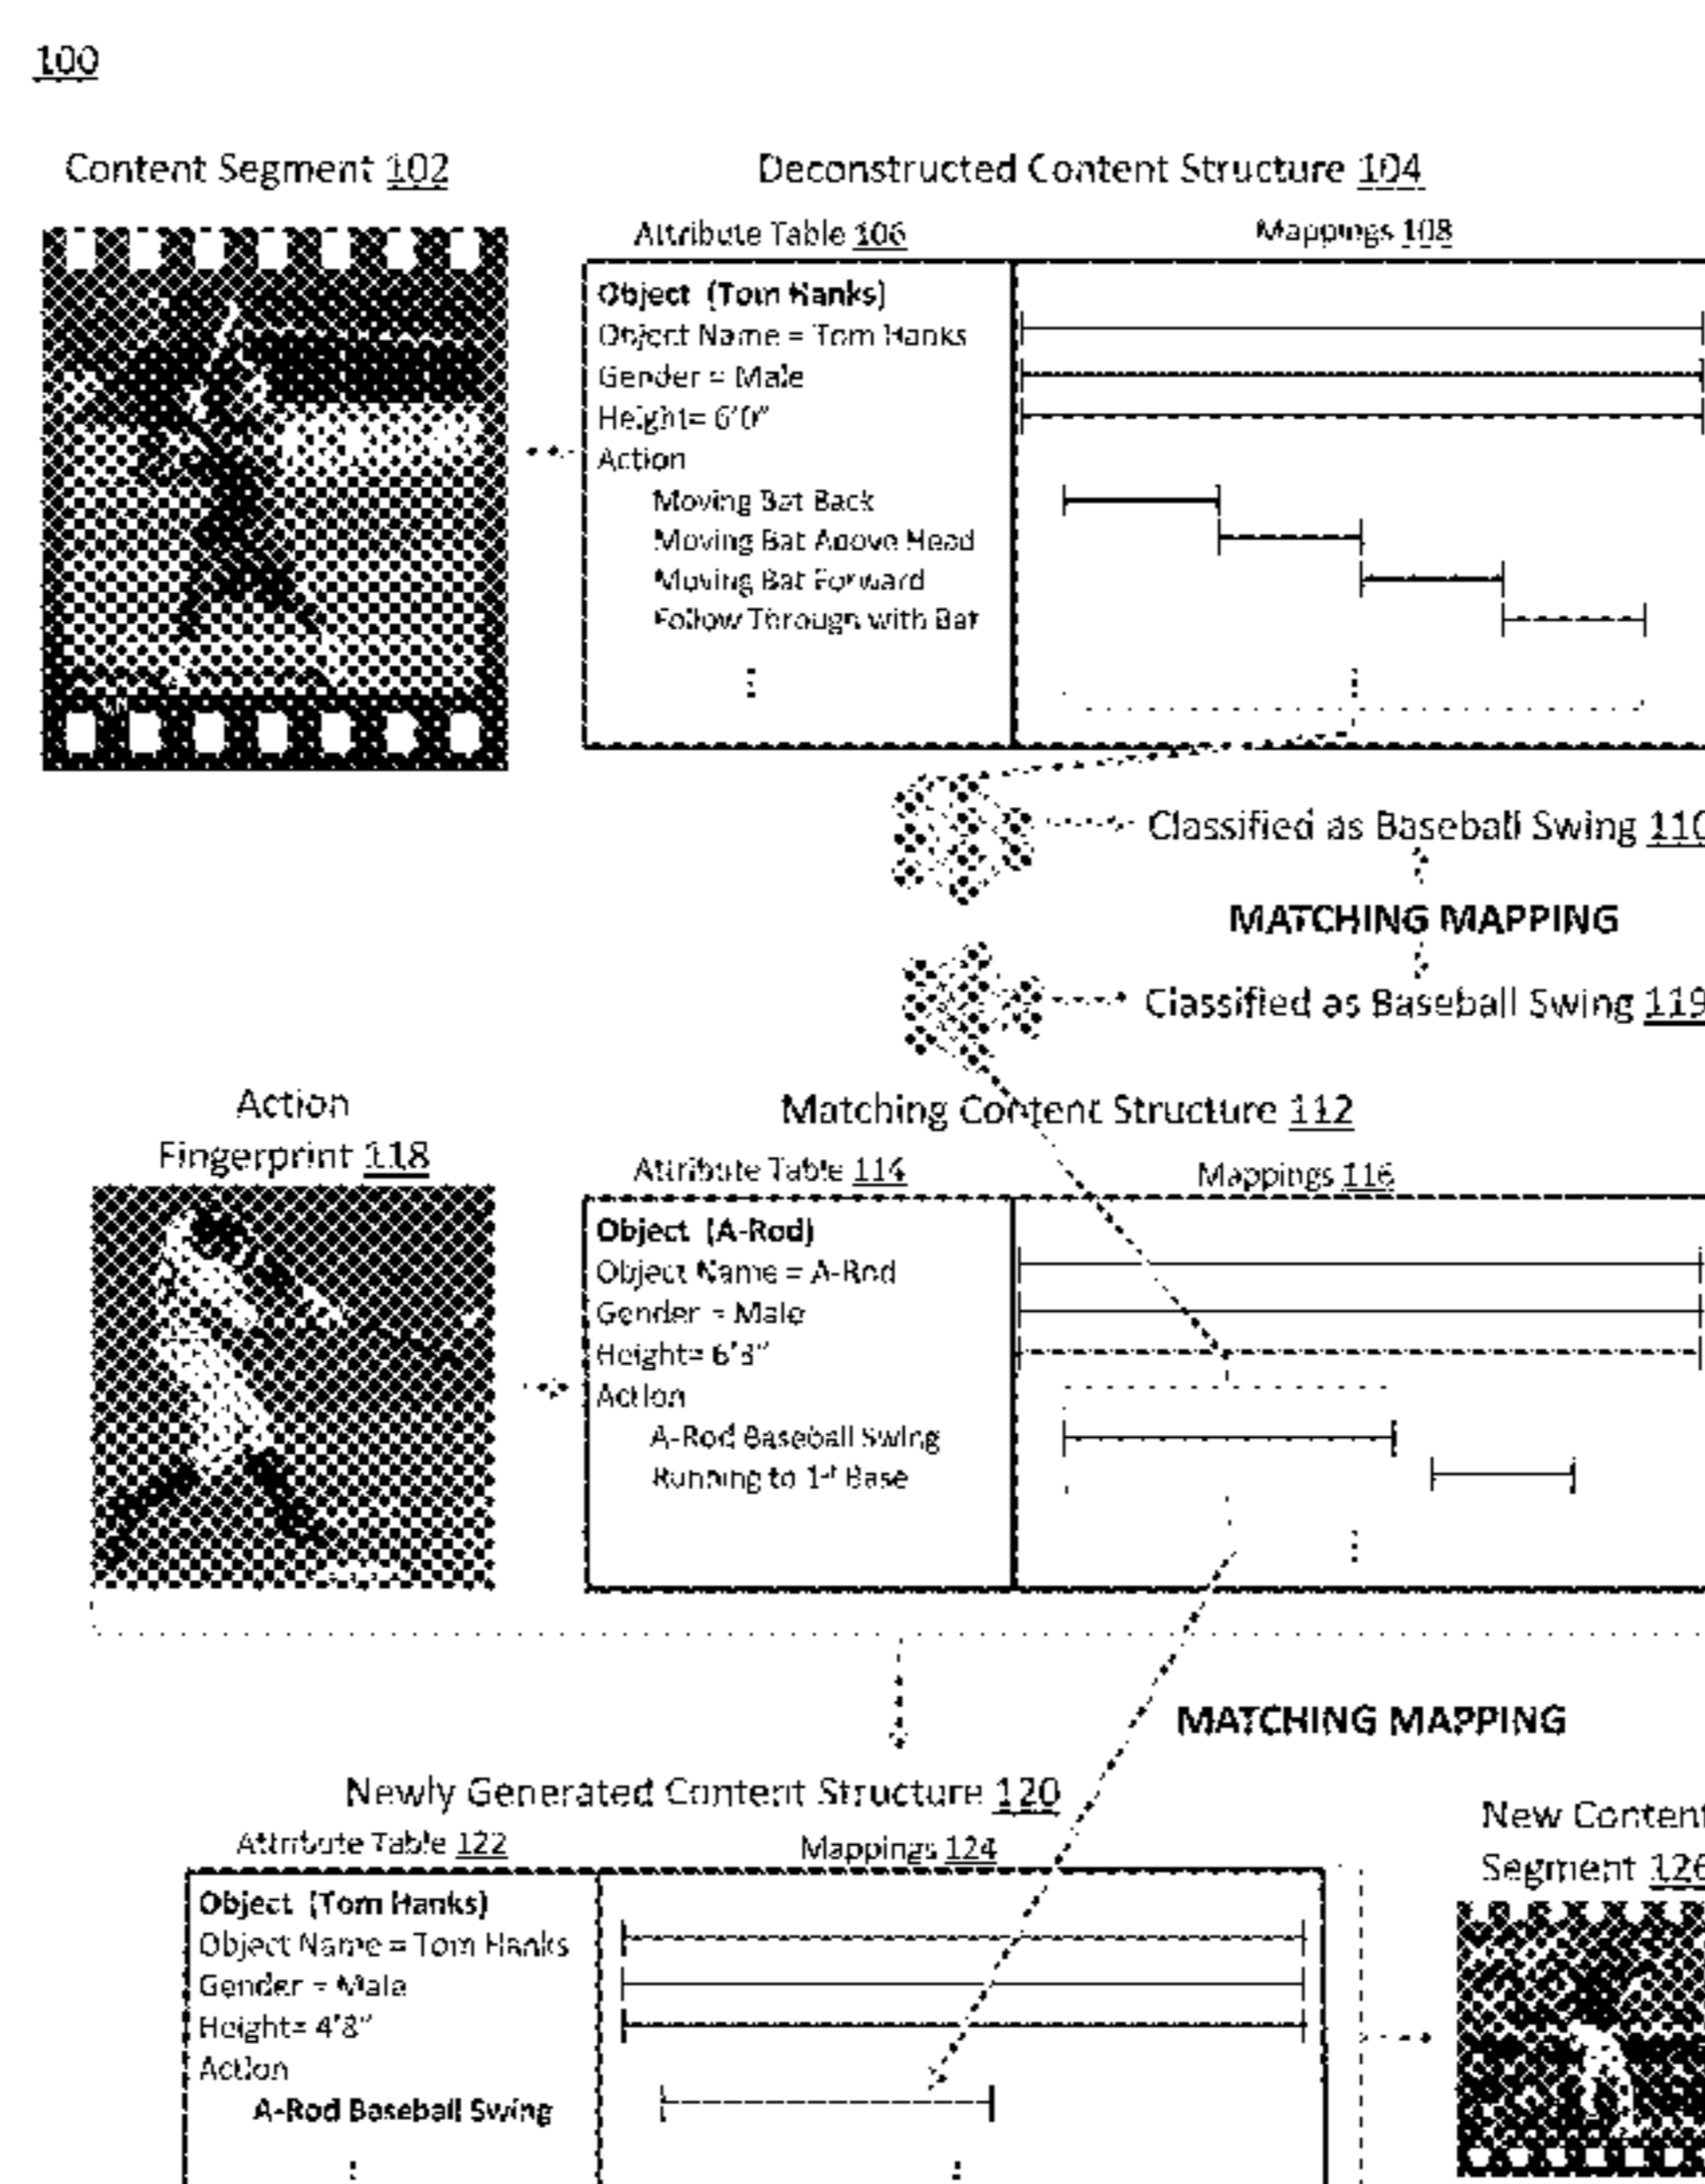 100
Content Segment 102
Deconstructed Content Structure 104
Attribute Table 106
Mappings 108
Object (Tom Hanks)
Object Name = Tom Hanks
Gender = Male
Height= 6'0"
Action
Moving Bat Back
Moving Bat Above Head
Moving Bat Forward
Follow Through with Bat
Classified as Baseball Swing 110
MATCHING MAPPING
Classified as Baseball Swing 119
Action
Fingerprint 118
Matching Content Structure 112
Attribute Table 114
Mappings 116
Object (A-Rod)
Object Name = A-Rod
Gender = Male
Height= 6'3"
Action
A-Rod Baseball Swing
Running to 1st Base
MATCHING MAPPING
Newly Generated Content Structure 120
Attribute Table 122
Mappings 124
Object (Tom Hanks)
Object Name = Tom Hanks
Gender = Male
Height= 4'8"
Action
A-Rod Baseball Swing
New Content
Segment 126